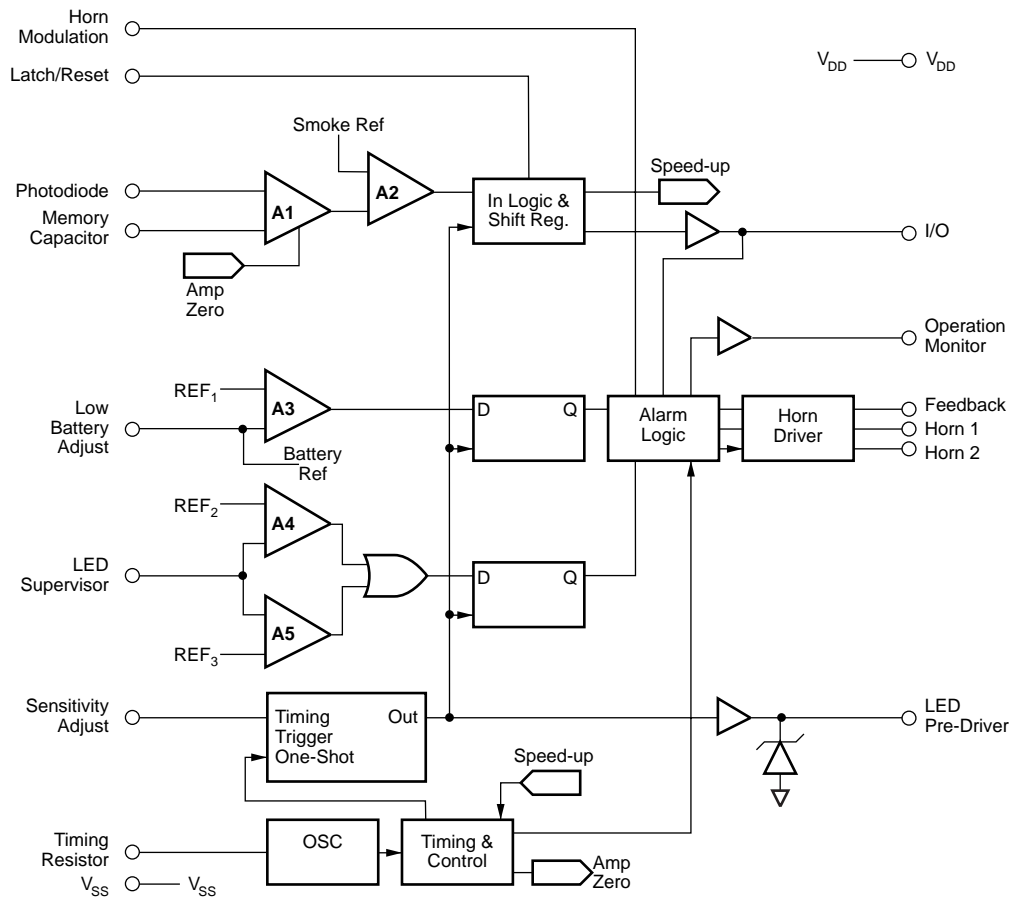 Horn
Modulation
V_DD
V_DD
Latch/Reset
Smoke Ref
Speed-up
Photodiode
Memory
Capacitor
A1
A2
In Logic &
Shift Reg.
I/O
Amp
Zero
Operation
Monitor
REF_1
Low
Battery
Adjust
A3
Battery
Ref
D
Q
Alarm
Logic
Horn
Driver
Feedback
Horn 1
Horn 2
REF_2
A4
LED
Supervisor
D
Q
A5
REF_3
Sensitivity
Adjust
Timing
Trigger
One-Shot
Out
LED
Pre-Driver
Speed-up
Timing
Resistor
OSC
Timing &
Control
Amp
Zero
V_SS
V_SS